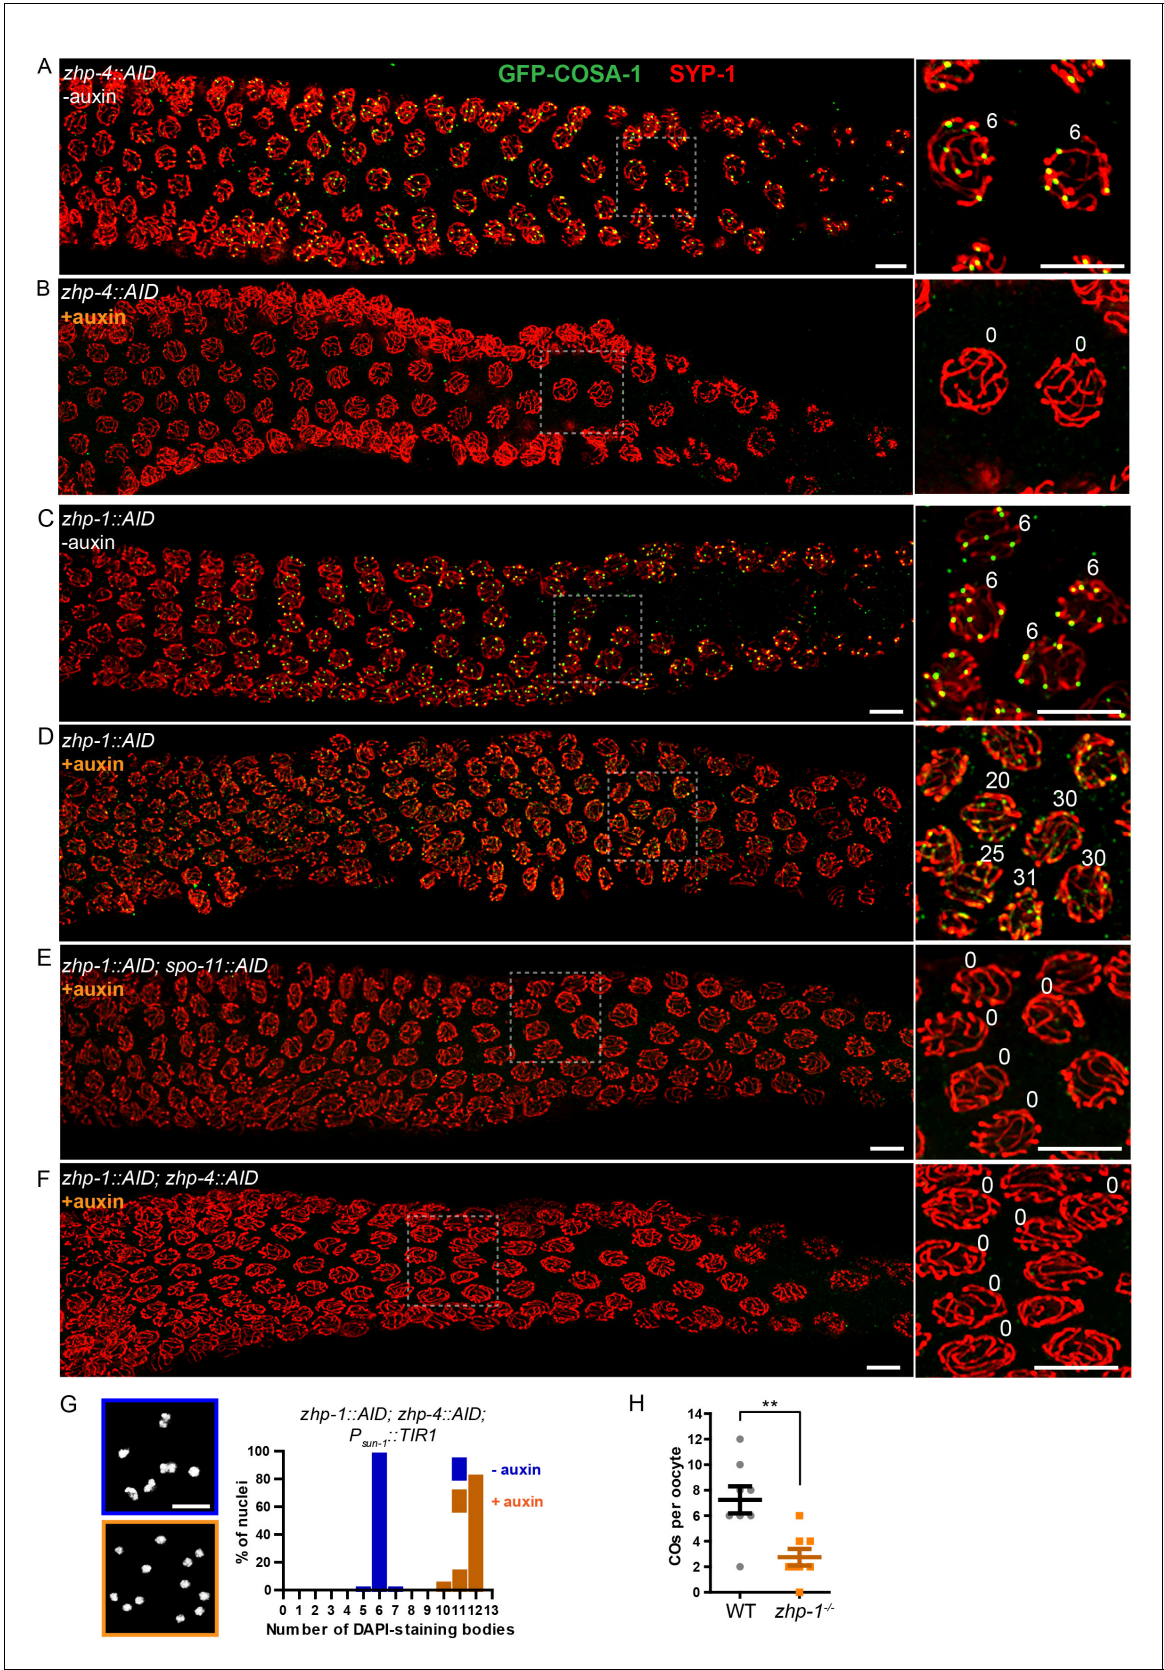 A
zhp-4::AID
-auxin
GFP-COSA-1 SYP-1
6
6
B
zhp-4::AID
+auxin
0
0
C
zhp-1::AID
-auxin
6
6
6
6
D
zhp-1::AID
+auxin
20
30
25
30
31
E
zhp-1::AID; spo-11::AID
+auxin
0
0
0
0
0
F
zhp-1::AID; zhp-4::AID
+auxin
0
0
0
0
0
0
G
zhp-1::AID; zhp-4::AID;
Psun-1::TIR1
- auxin
+ auxin
% of nuclei
100
80
60
40
20
0
0 1 2 3 4 5 6 7 8 9 10 11 12 13
Number of DAPI-staining bodies
H
**
COs per oocyte
14
12
10
8
6
4
2
0
WT zhp-1-/-